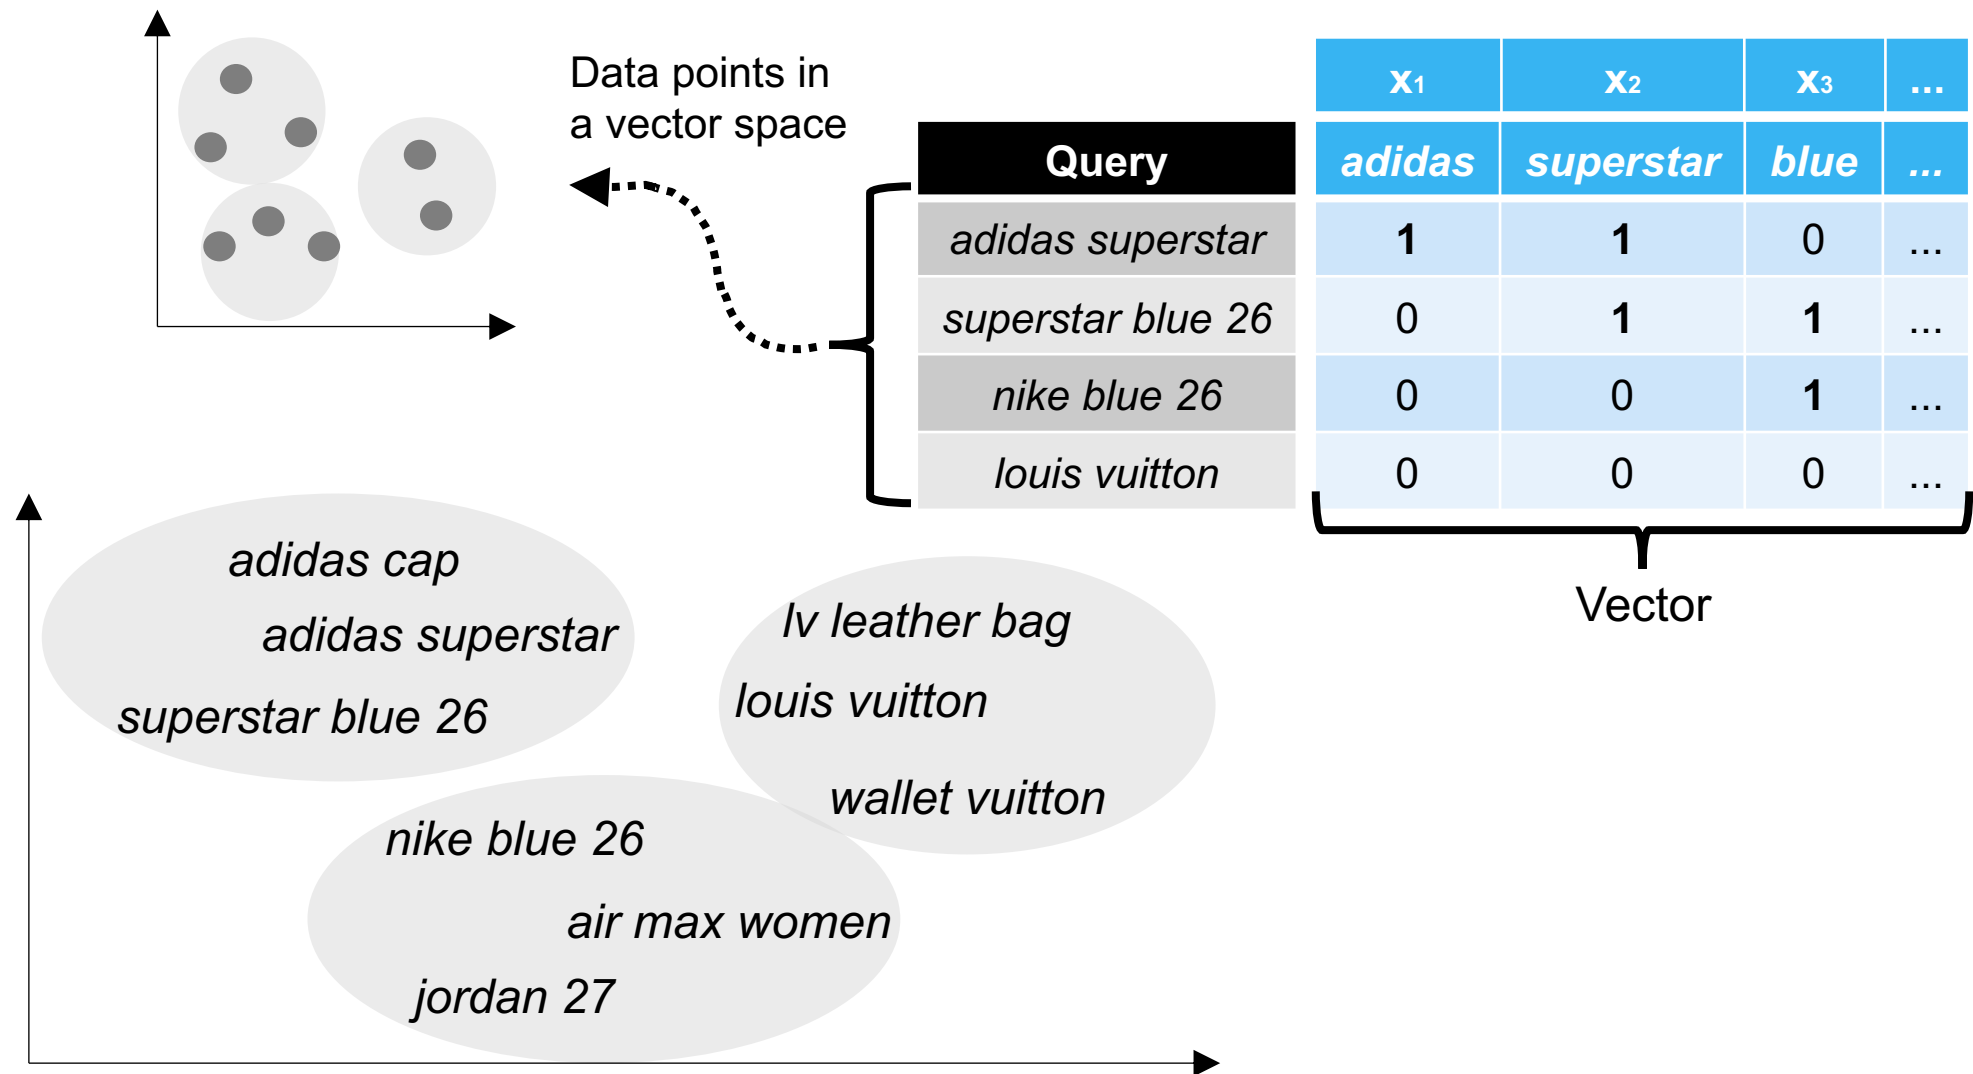 Data points in
a vector space
x1 x2 x3 ...
Query adidas superstar blue ...
adidas superstar 1 1 0 ...
superstar blue 26 0 1 1 ...
nike blue 26 0 0 1 ...
louis vuitton 0 0 0 ...
Vector
adidas cap
adidas superstar
superstar blue 26
lv leather bag
louis vuitton
wallet vuitton
nike blue 26
air max women
jordan 27